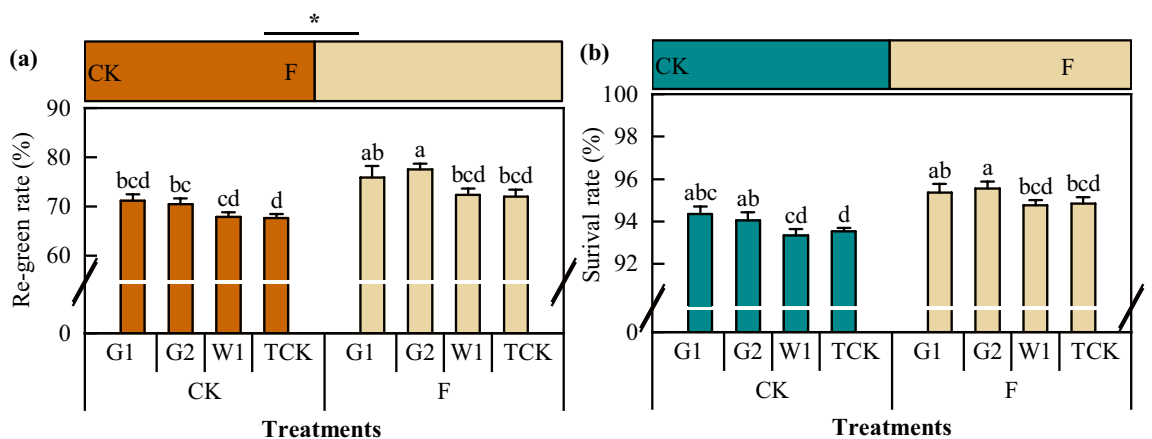 *
(a)
CK F
Re-green rate (%)
90
80
70
60
0
bcd bc cd d ab a bcd bcd
G1 G2 W1 TCK G1 G2 W1 TCK
CK F
Treatments
(b)
CK F
Surival rate (%)
100
98
96
94
92
0
abc ab cd d ab a bcd bcd
G1 G2 W1 TCK G1 G2 W1 TCK
CK F
Treatments